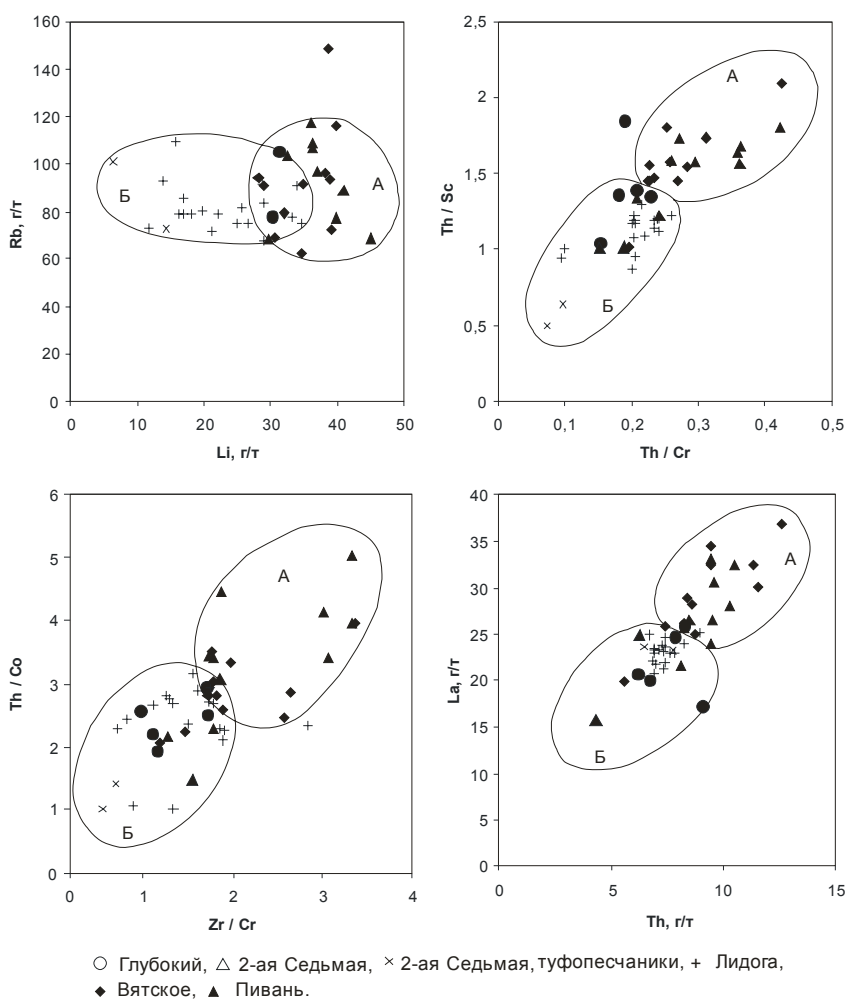 160
140
120
100
80
60
40
20
0
Rb, г/т
Б
А
0 10 20 30 40 50
Li, г/т
2,5
2
1,5
1
0,5
0
Th / Sc
А
Б
0 0,1 0,2 0,3 0,4 0,5
Th / Cr
6
5
4
3
2
1
0
Th / Co
А
Б
0 1 2 3 4
Zr / Cr
40
35
30
25
20
15
10
5
0
La, г/т
А
Б
0 5 10 15
Th, г/т
Глубокий, 2-ая Седьмая, 2-ая Седьмая, туфопесчаники, + Лидога,
Вятское, Пивань.